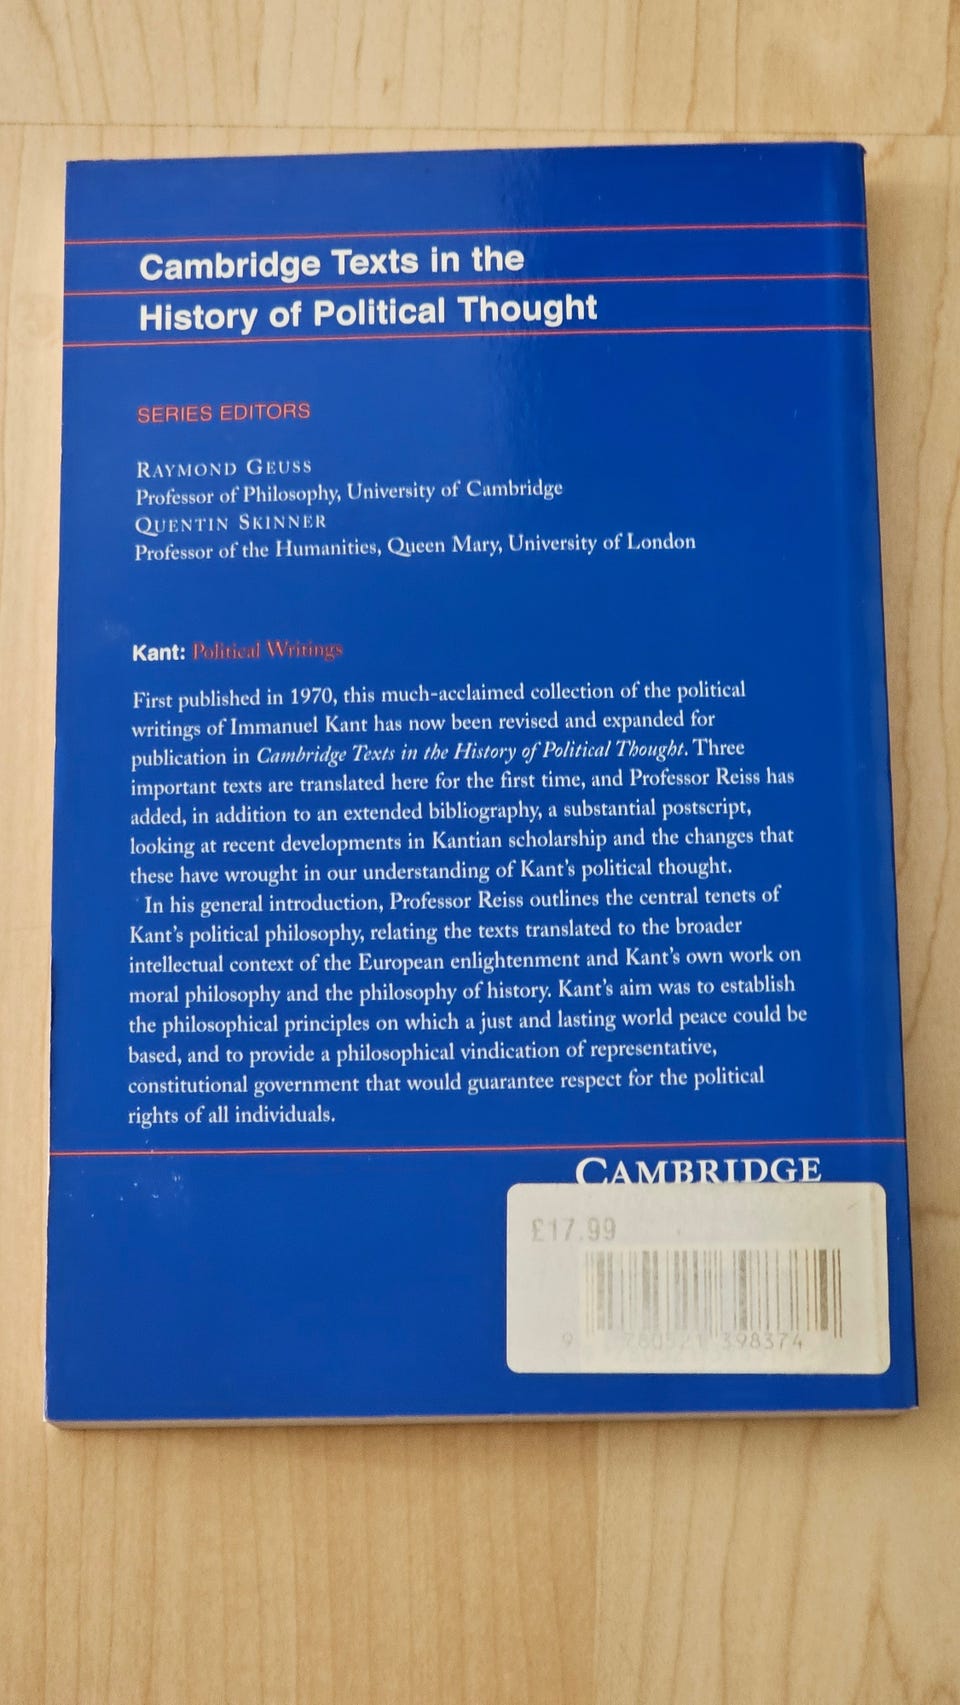 Cambridge Texts in the
History of Political Thought
SERIES EDITORS
RAYMOND GEUSS
Professor of Philosophy, University of Cambridge
QUENTIN SKINNER
Professor of the Humanities, Queen Mary, University of London
Kant: Political Writings
First published in 1970, this much-acclaimed collection of the political
writings of Immanuel Kant has now been revised and expanded for
publication in Cambridge Texts in the History of Political Thought. Three
important texts are translated here for the first time, and Professor Reiss has
added, in addition to an extended bibliography, a substantial postscript,
looking at recent developments in Kantian scholarship and the changes that
these have wrought in our understanding of Kant's political thought.
In his general introduction, Professor Reiss outlines the central tenets of
Kant's political philosophy, relating the texts translated to the broader
intellectual context of the European enlightenment and Kant's own work on
moral philosophy and the philosophy of history. Kant's aim was to establish
the philosophical principles on which a just and lasting world peace could be
based, and to provide a philosophical vindication of representative,
constitutional government that would guarantee respect for the political
rights of all individuals.
CAMBRIDGE
£17.99
9 780521 398374